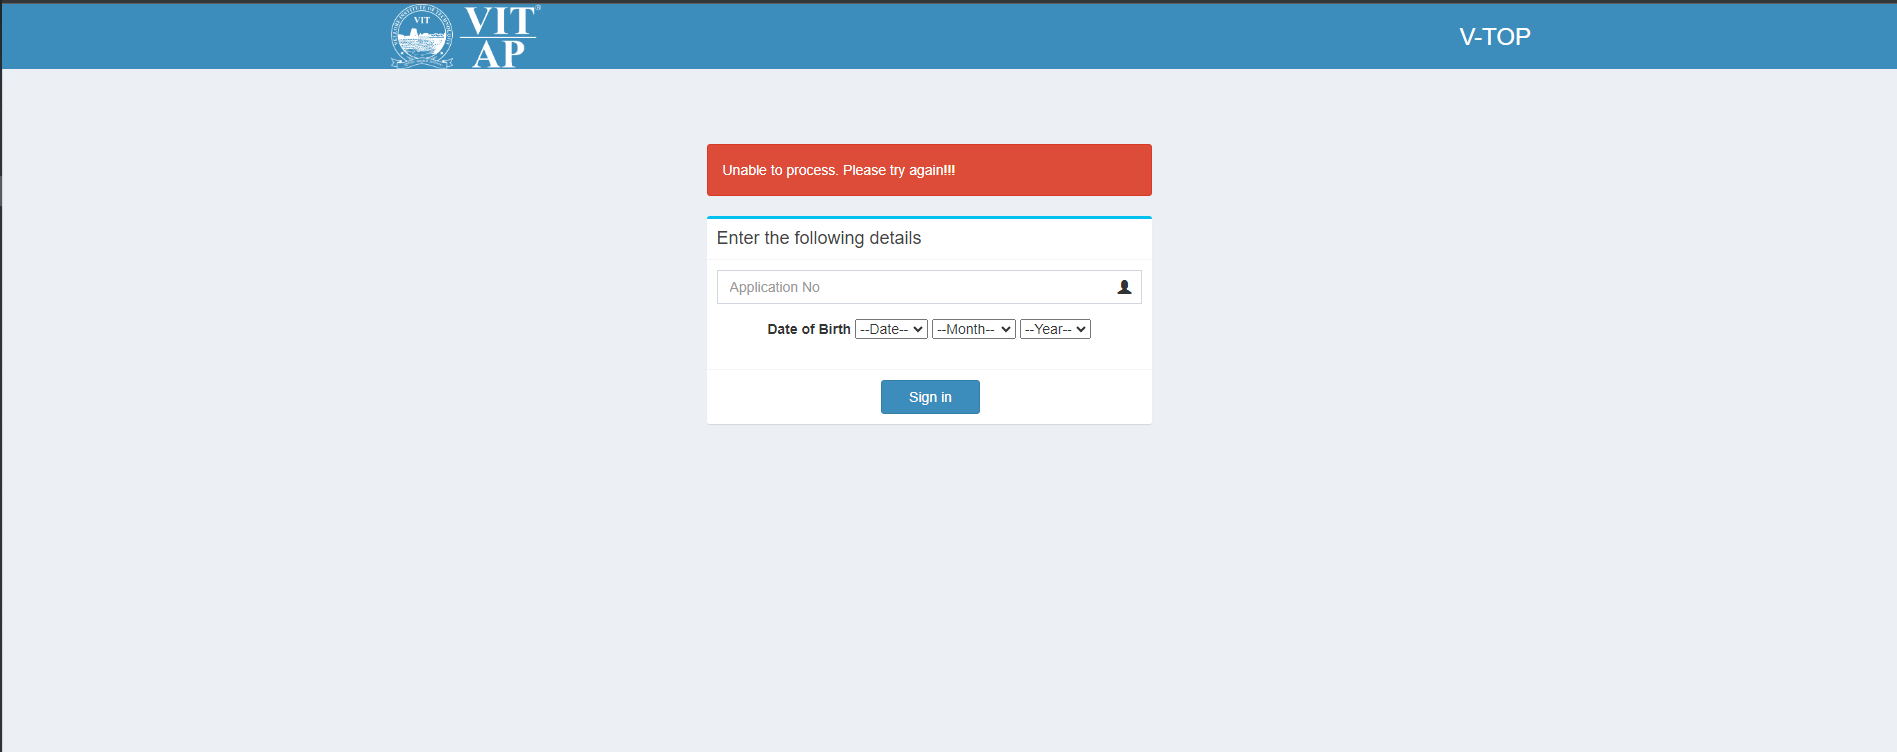 VIT
VIT
AP
V-TOP
Unable to process. Please try again!!!
Enter the following details
Application No
Date of Birth --Date-- --Month-- --Year--
Sign in